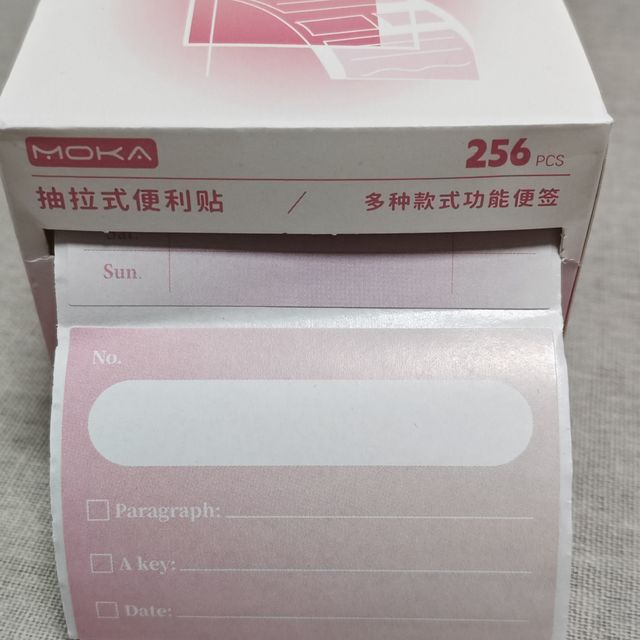 MOKA
256 PCS
抽拉式便利贴 / 多种款式功能便签
Sun.
No.
Paragraph:
A key:
Date: